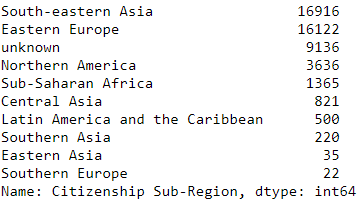 South-eastern Asia 16916
Eastern Europe 16122
unknown 9136
Northern America 3636
Sub-Saharan Africa 1365
Central Asia 821
Latin America and the Caribbean 500
Southern Asia 220
Eastern Asia 35
Southern Europe 22
Name: Citizenship Sub-Region, dtype: int64